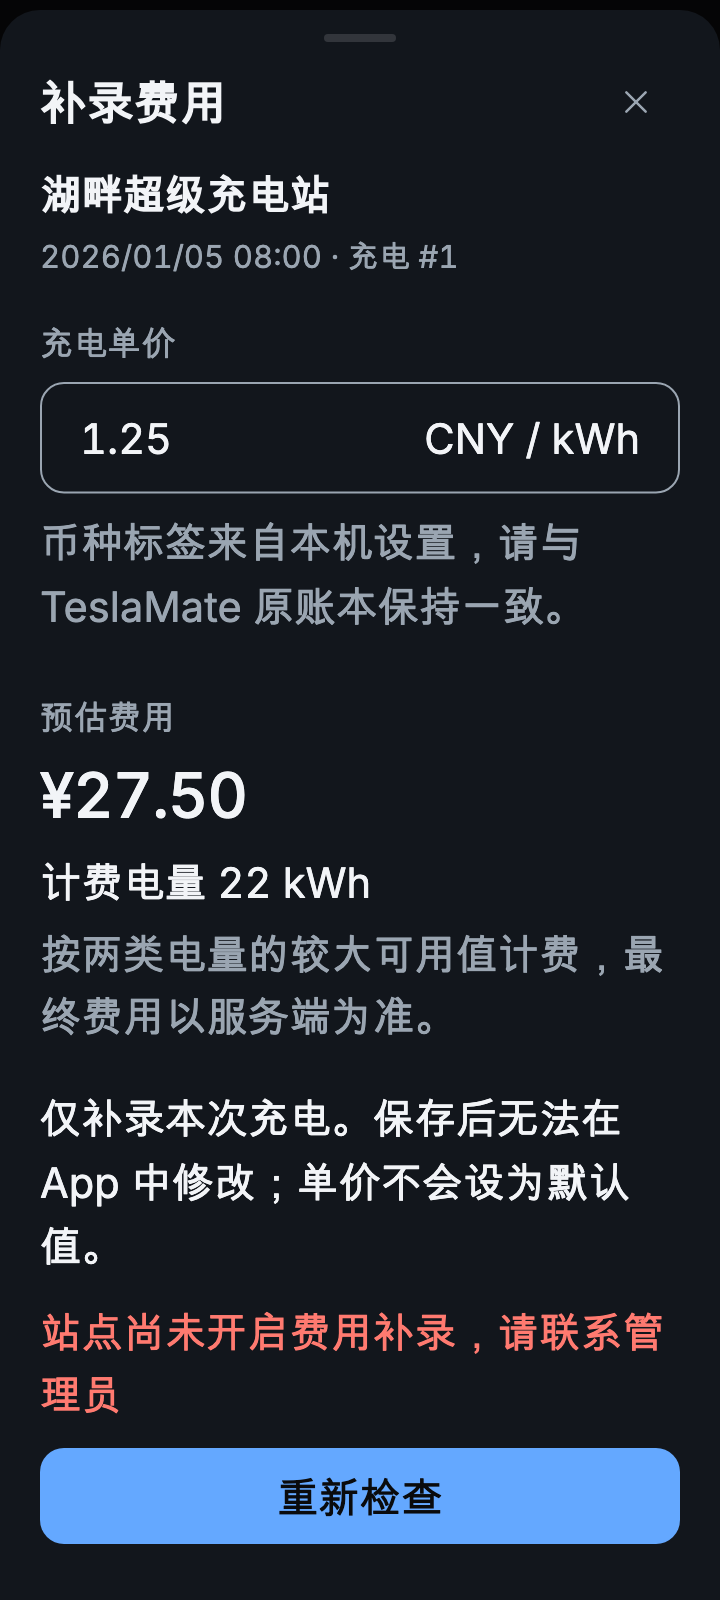 补录费用
湖畔超级充电站
2026/01/05 08:00 · 充电 #1
充电单价
1.25 CNY / kWh
币种标签来自本机设置，请与
TeslaMate 原账本保持一致。
预估费用
¥27.50
计费电量 22 kWh
按两类电量的较大可用值计费，最
终费用以服务端为准。
仅补录本次充电。保存后无法在
App 中修改；单价不会设为默认
值。
站点尚未开启费用补录，请联系管
理员
重新检查